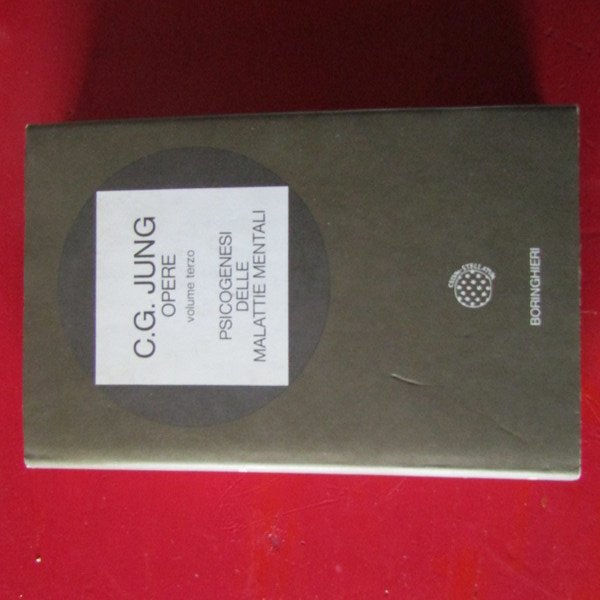 C.G. JUNG
OPERE
volume terzo
PSICOGENESI
DELLE
MALATTIE MENTALI
BORINGHIERI